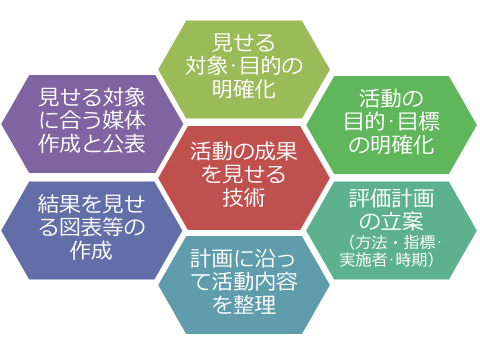 見せる
対象・目的の
明確化
活動の
目的・目標
の明確化
評価計画
の立案
（方法・指標・
実施者・時期）
計画に沿っ
て活動内容
を整理
結果を見せ
る図表等の
作成
見せる対象
に合う媒体
作成と公表
活動の成果
を見せる
技術